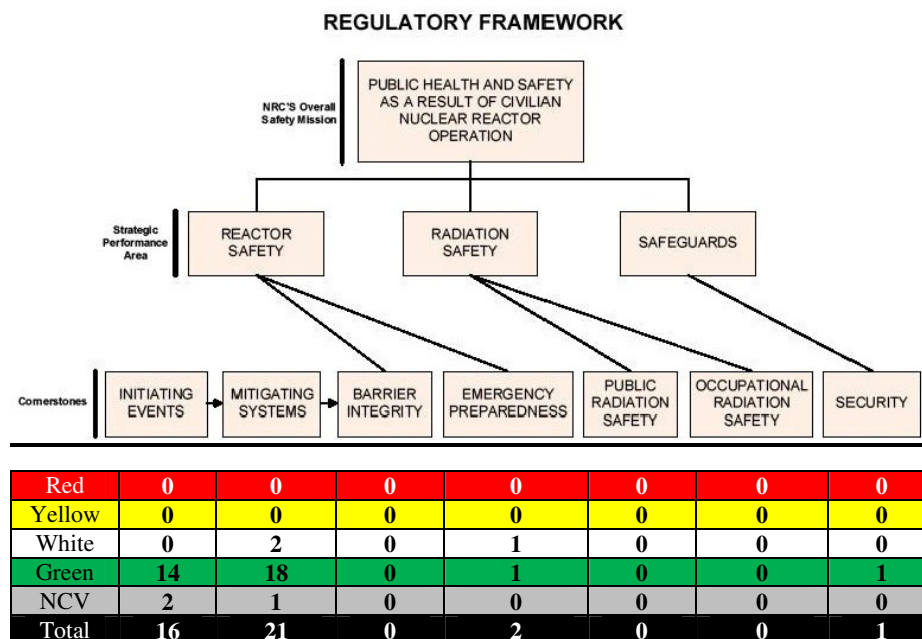 REGULATORY FRAMEWORK
NRC'S Overall
Safety Mission
PUBLIC HEALTH AND SAFETY
AS A RESULT OF CIVILIAN
NUCLEAR REACTOR
OPERATION
Strategic
Performance
Area
REACTOR
SAFETY
RADIATION
SAFETY
SAFEGUARDS
Cornerstones
INITIATING
EVENTS
MITIGATING
SYSTEMS
BARRIER
INTEGRITY
EMERGENCY
PREPAREDNESS
PUBLIC
RADIATION
SAFETY
OCCUPATIONAL
RADIATION
SAFETY
SECURITY
Red 0 0 0 0 0 0 0
Yellow 0 0 0 0 0 0 0
White 0 2 0 1 0 0 0
Green 14 18 0 1 0 0 1
NCV 2 1 0 0 0 0 0
Total 16 21 0 2 0 0 1